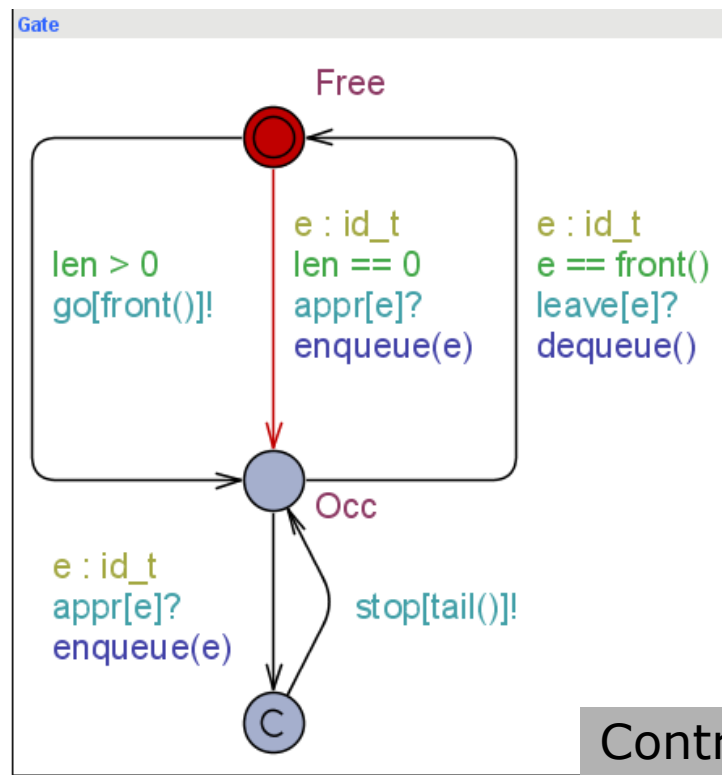 Gate
Free
len > 0
go[front()]!
e : id_t
len == 0
appr[e]?
enqueue(e)
e : id_t
e == front()
leave[e]?
dequeue()
Occ
e : id_t
appr[e]?
enqueue(e)
stop[tail()]!
C
Contr